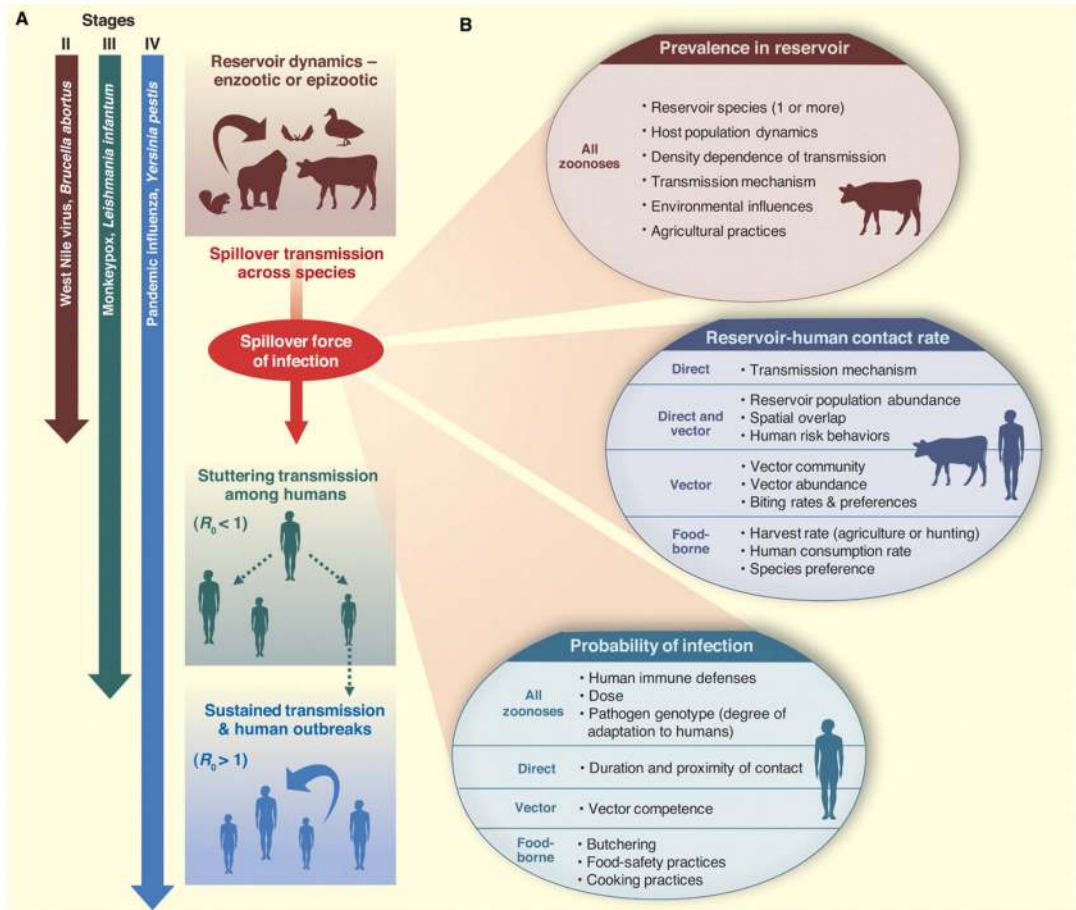 A
Stages
II III IV
West Nile virus, Brucella abortus
Monkeypox, Leishmania infantum
Pandemic influenza, Yersinia pestis
Reservoir dynamics –
enzootic or epizootic
Spillover transmission
across species
Spillover force
of infection
Stuttering transmission
among humans
(R0 < 1)
Sustained transmission
& human outbreaks
(R0 > 1)
B
Prevalence in reservoir
All
zoonoses
• Reservoir species (1 or more)
• Host population dynamics
• Density dependence of transmission
• Transmission mechanism
• Environmental influences
• Agricultural practices
Reservoir-human contact rate
Direct
• Transmission mechanism
Direct and
vector
• Reservoir population abundance
• Spatial overlap
• Human risk behaviors
Vector
• Vector community
• Vector abundance
• Biting rates & preferences
Food-
borne
• Harvest rate (agriculture or hunting)
• Human consumption rate
• Species preference
Probability of infection
All
zoonoses
• Human immune defenses
• Dose
• Pathogen genotype (degree of
adaptation to humans)
Direct
• Duration and proximity of contact
Vector
• Vector competence
Food-
borne
• Butchering
• Food-safety practices
• Cooking practices